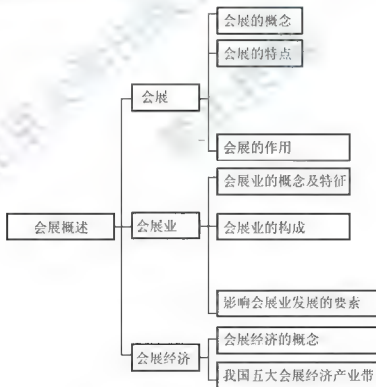 会展概述
会展
会展的概念
会展的特点
会展的作用
会展业
会展业的概念及特征
会展业的构成
影响会展业发展的要素
会展经济
会展经济的概念
我国五大会展经济产业带